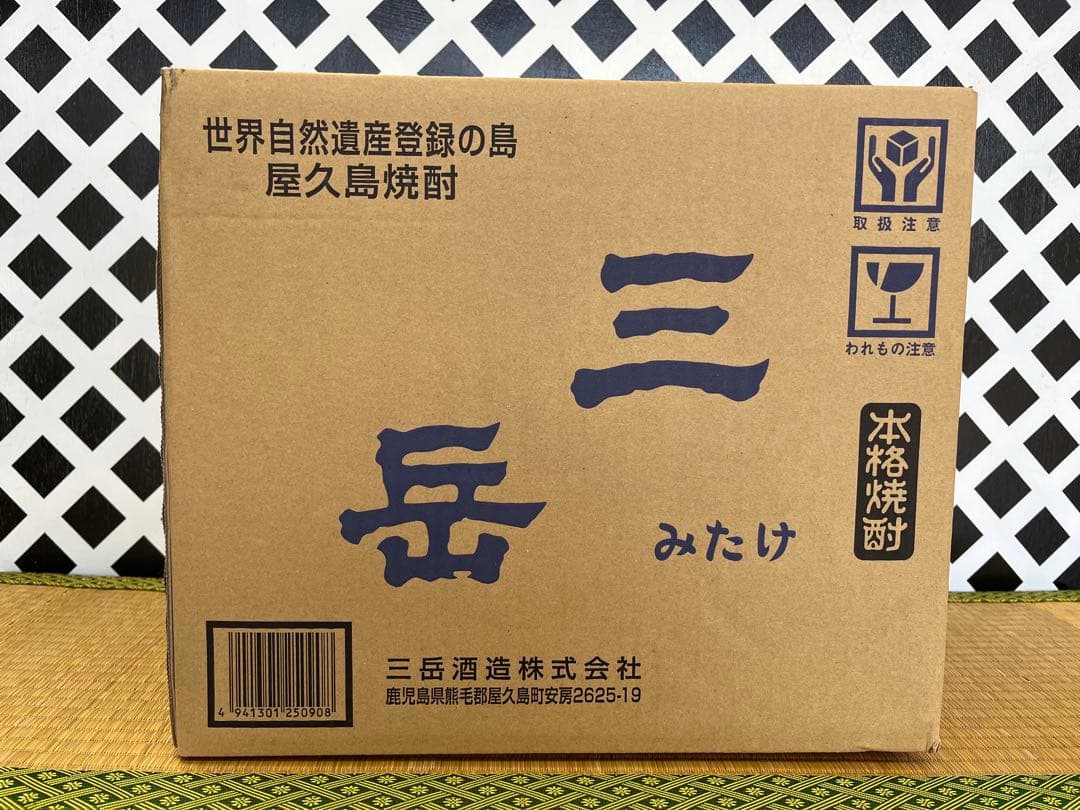 世界自然遺産登録の島
屋久島焼酎
取扱注意
われもの注意
三岳
みたけ
本格焼酎
三岳酒造株式会社
鹿児島県熊毛郡屋久島町安房2625-19
4 941301 250908